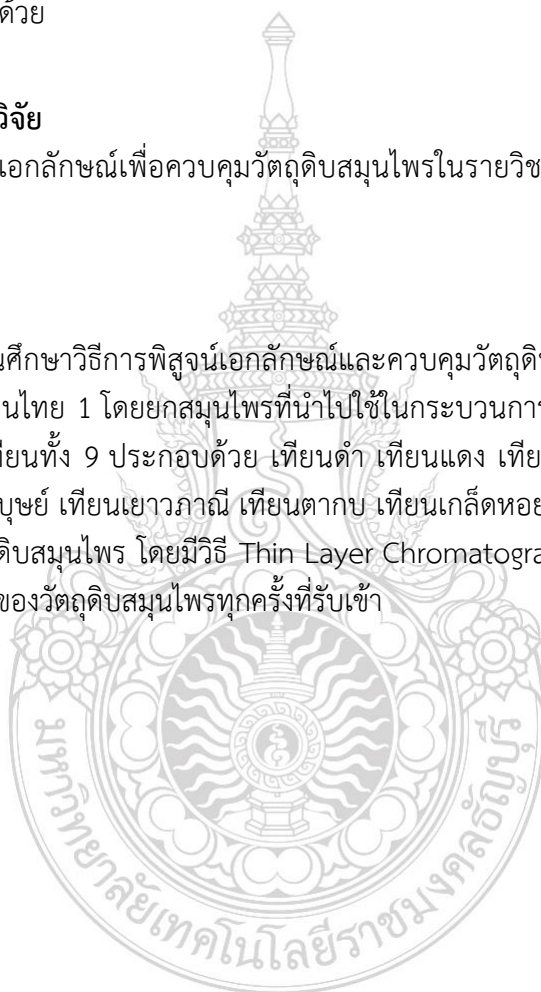 ด้วย
วิจัย
เอกลักษณ์เพื่อควบคุมวัตถุดิบสมุนไพรในรายวิช
นศึกษาวิธีการพิสูจน์เอกลักษณ์และควบคุมวัตถุดิบ
นไทย 1 โดยยกสมุนไพรที่นำไปใช้ในกระบวนการ
ทียนทั้ง 9 ประกอบด้วย เทียนดำ เทียนแดง เทีย
บุษย์ เทียนเยาวภาณี เทียนตากบ เทียนเกล็ดหอย
ดิบสมุนไพร โดยมีวิธี Thin Layer Chromatogra
ของวัตถุดิบสมุนไพรทุกครั้งที่รับเข้า
มหาวิทยาลัยเทคโนโลยีราชมงคลธัญบุรี